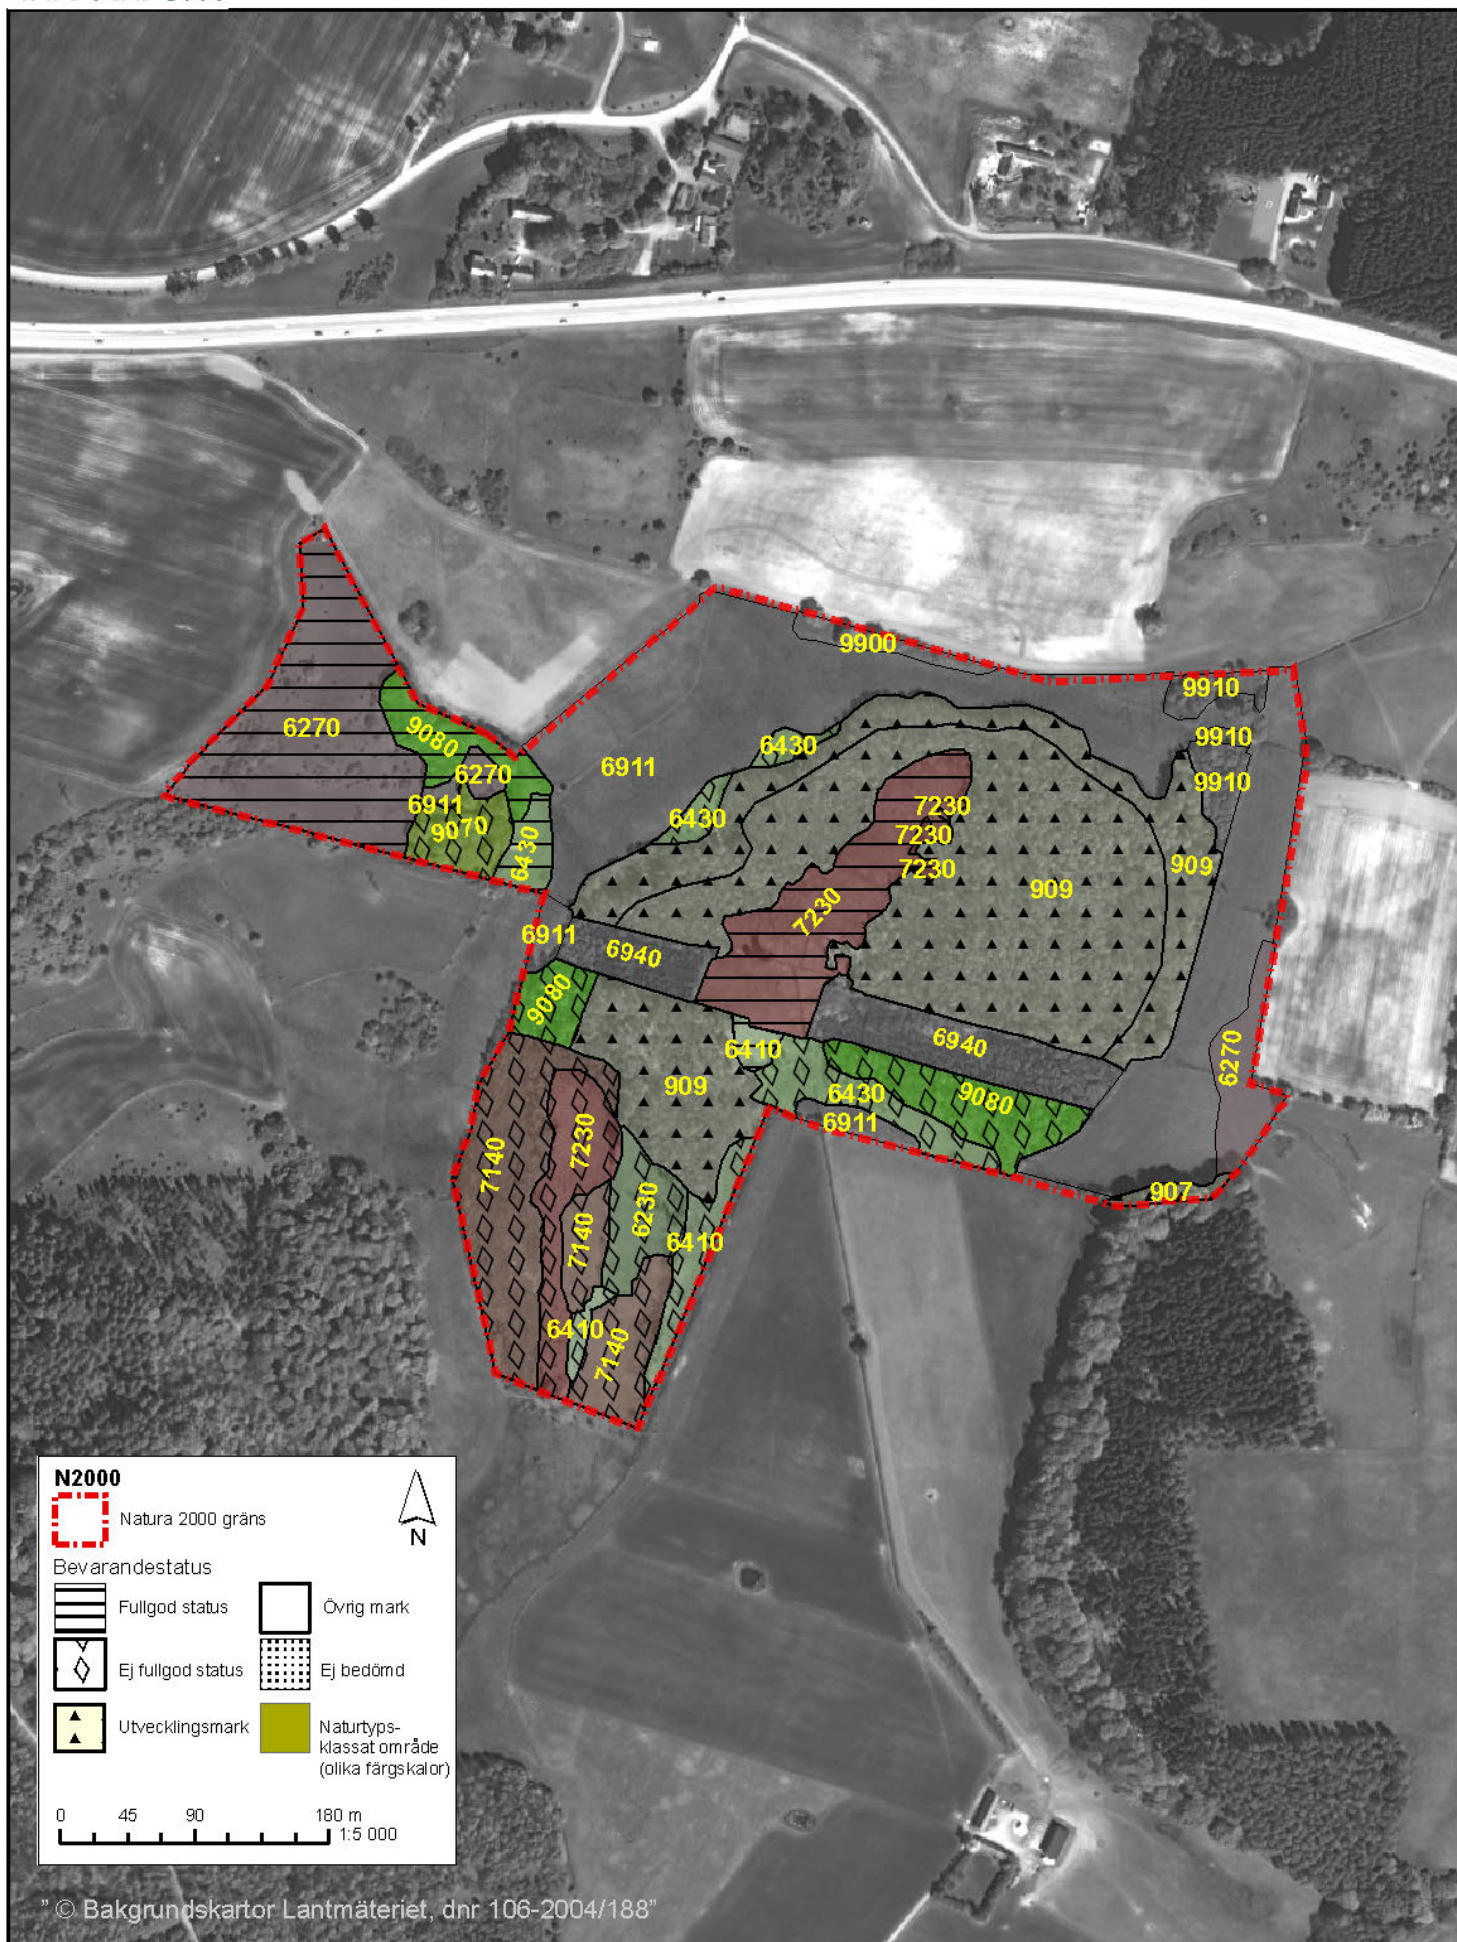 9900
9910
6270
9080
6430
9910
6270
6911
9910
6911
7230
9070
6430
7230
6430
7230
909
909
7230
6911
6940
9080
6940
6410
6270
909
6430
9080
6911
7230
7140
907
6230
7140
6410
6410
7140
N2000
Natura 2000 gräns
N
Bevarandestatus
Fullgod status
Övrig mark
Ej fullgod status
Ej bedömd
Utvecklingsmark
Naturtyps-
klassat område
(olika färgskalor)
0 45 90 180 m
1:5 000
" © Bakgrundskartor Lantmäteriet, dnr 106-2004/188"